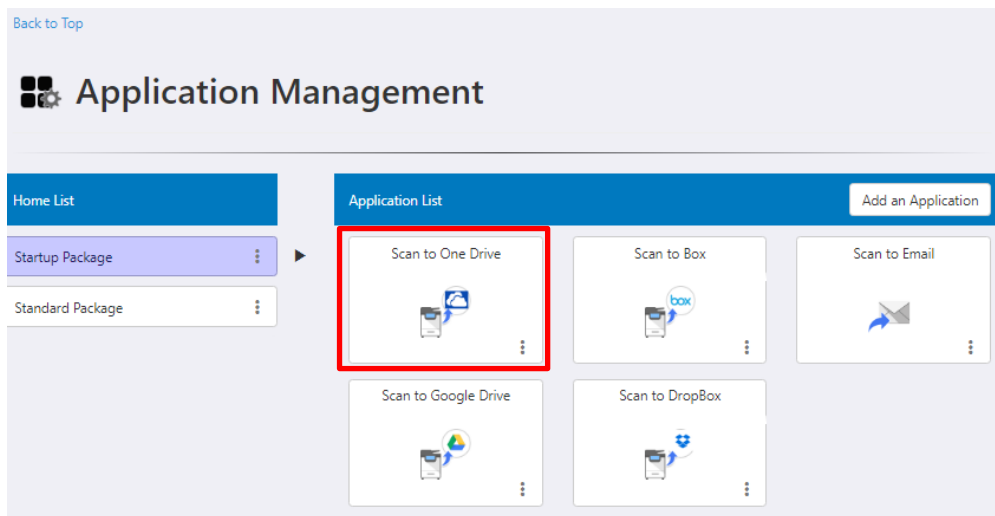 Back to Top
Application Management
Home List
Startup Package
Standard Package
Application List
Add an Application
Scan to One Drive
Scan to Box
box
Scan to Email
Scan to Google Drive
Scan to DropBox